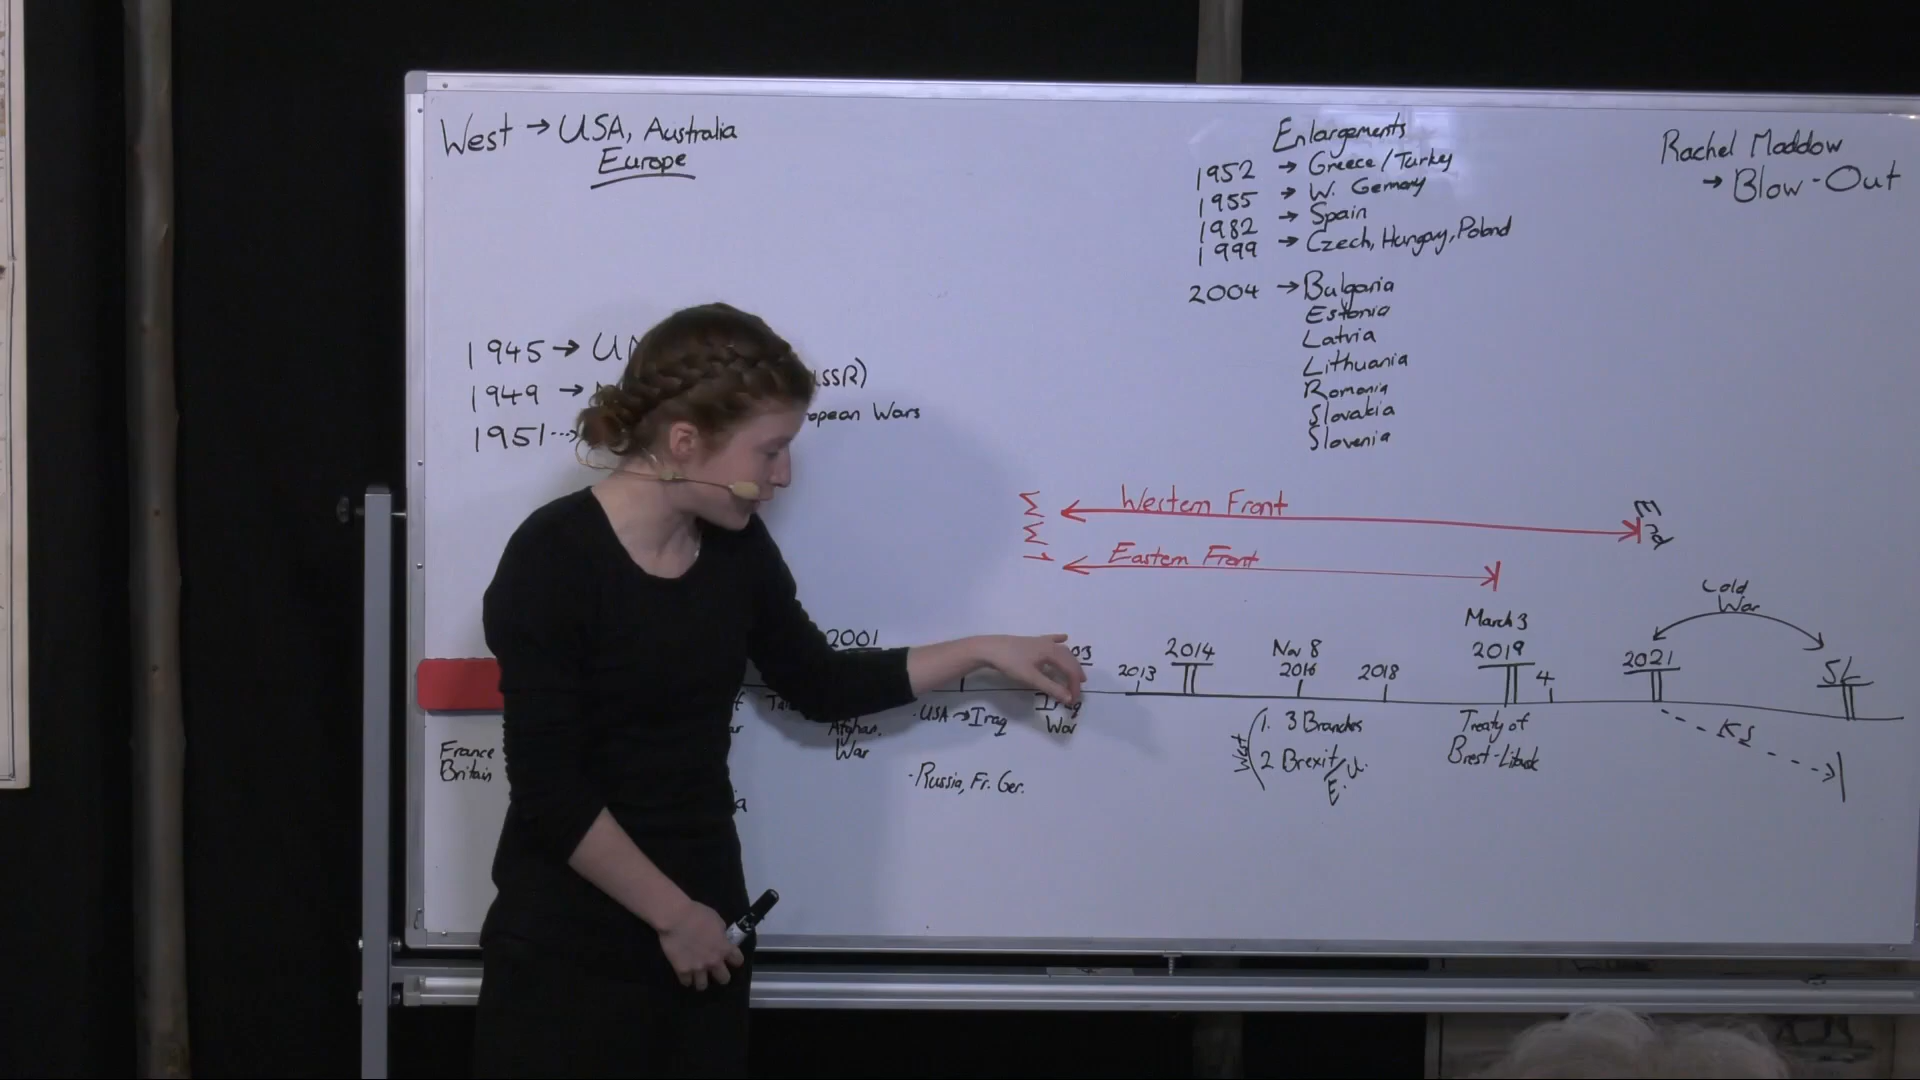 West → USA, Australia
Europe
Enlargements
1952 → Greece / Turkey
1955 → W. Germany
1982 → Spain
1999 → Czech, Hungary, Poland
2004 → Bulgaria
Estonia
Latvia
Lithuania
Romania
Slovakia
Slovenia
Rachel Maddow
→ Blow-Out
1945 →
1949 →
1951
Wars
Western Front
End
Eastern Front
Cold
War
2001
2013
2014
Nov 8
2016
2018
March 3
2019
4
2021
SL
Afghan.
War
- USA → Iraq
- Russia, Fr. Ger.
Iraq
War
West
1. 3 Branches
2 Brexit
Treaty of
Brest-Litovsk
France
Britain